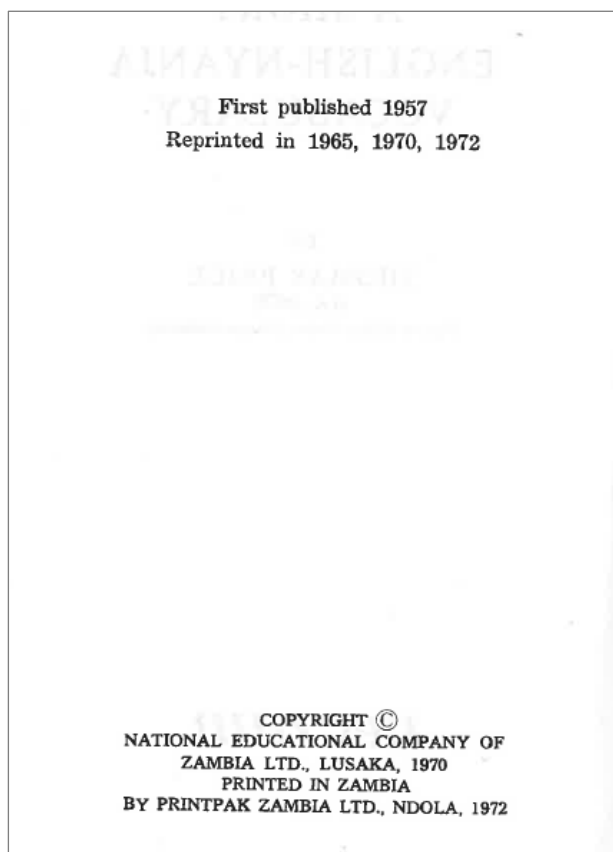 First published 1957
Reprinted in 1965, 1970, 1972
COPYRIGHT ©
NATIONAL EDUCATIONAL COMPANY OF
ZAMBIA LTD., LUSAKA, 1970
PRINTED IN ZAMBIA
BY PRINTPAK ZAMBIA LTD., NDOLA, 1972